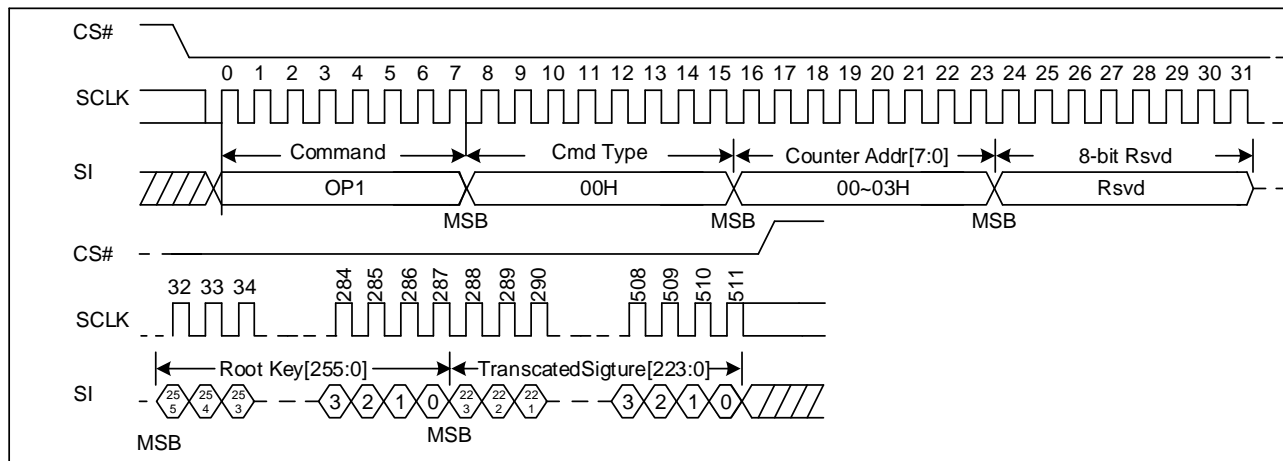 CS#
0 1 2 3 4 5 6 7 8 9 10 11 12 13 14 15 16 17 18 19 20 21 22 23 24 25 26 27 28 29 30 31
SCLK
Command Cmd Type Counter Addr[7:0] 8-bit Rsvd
SI
OP1 00H 00~03H Rsvd
MSB MSB MSB
CS#
32 33 34 284 285 286 287 288 289 290 508 509 510 511
SCLK
Root Key[255:0] TranscatedSigture[223:0]
SI
255 254 253 3 2 1 0 223 222 221 3 2 1 0
MSB MSB